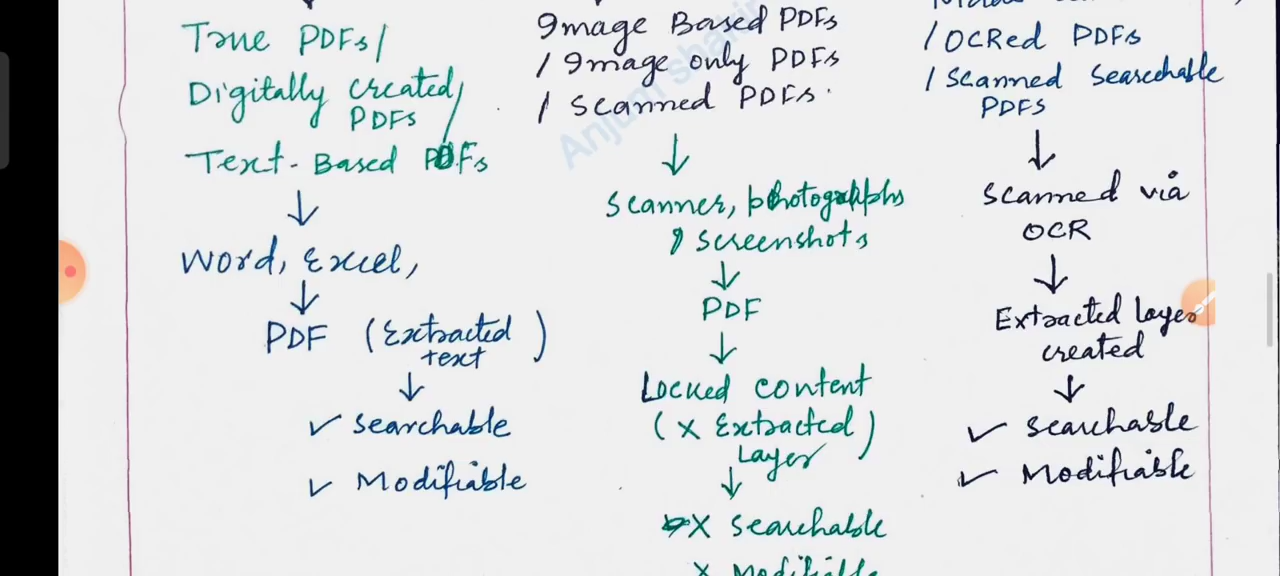 True PDFs/
Digitally created/
PDFs
Text-Based PDFs
Word, Excel,
PDF (Extracted
text)
✓ Searchable
✓ Modifiable
Image Based PDFs
/ Image only PDFs
/ Scanned PDFs.
Scanner, photographs
, screenshots
PDF
Locked content
(X Extracted
Layer)
X Searchable
X Modifiable
/ OCRed PDFs
/ Scanned Searchable
PDFs
Scanned via
OCR
Extracted layer
created
✓ Searchable
✓ Modifiable